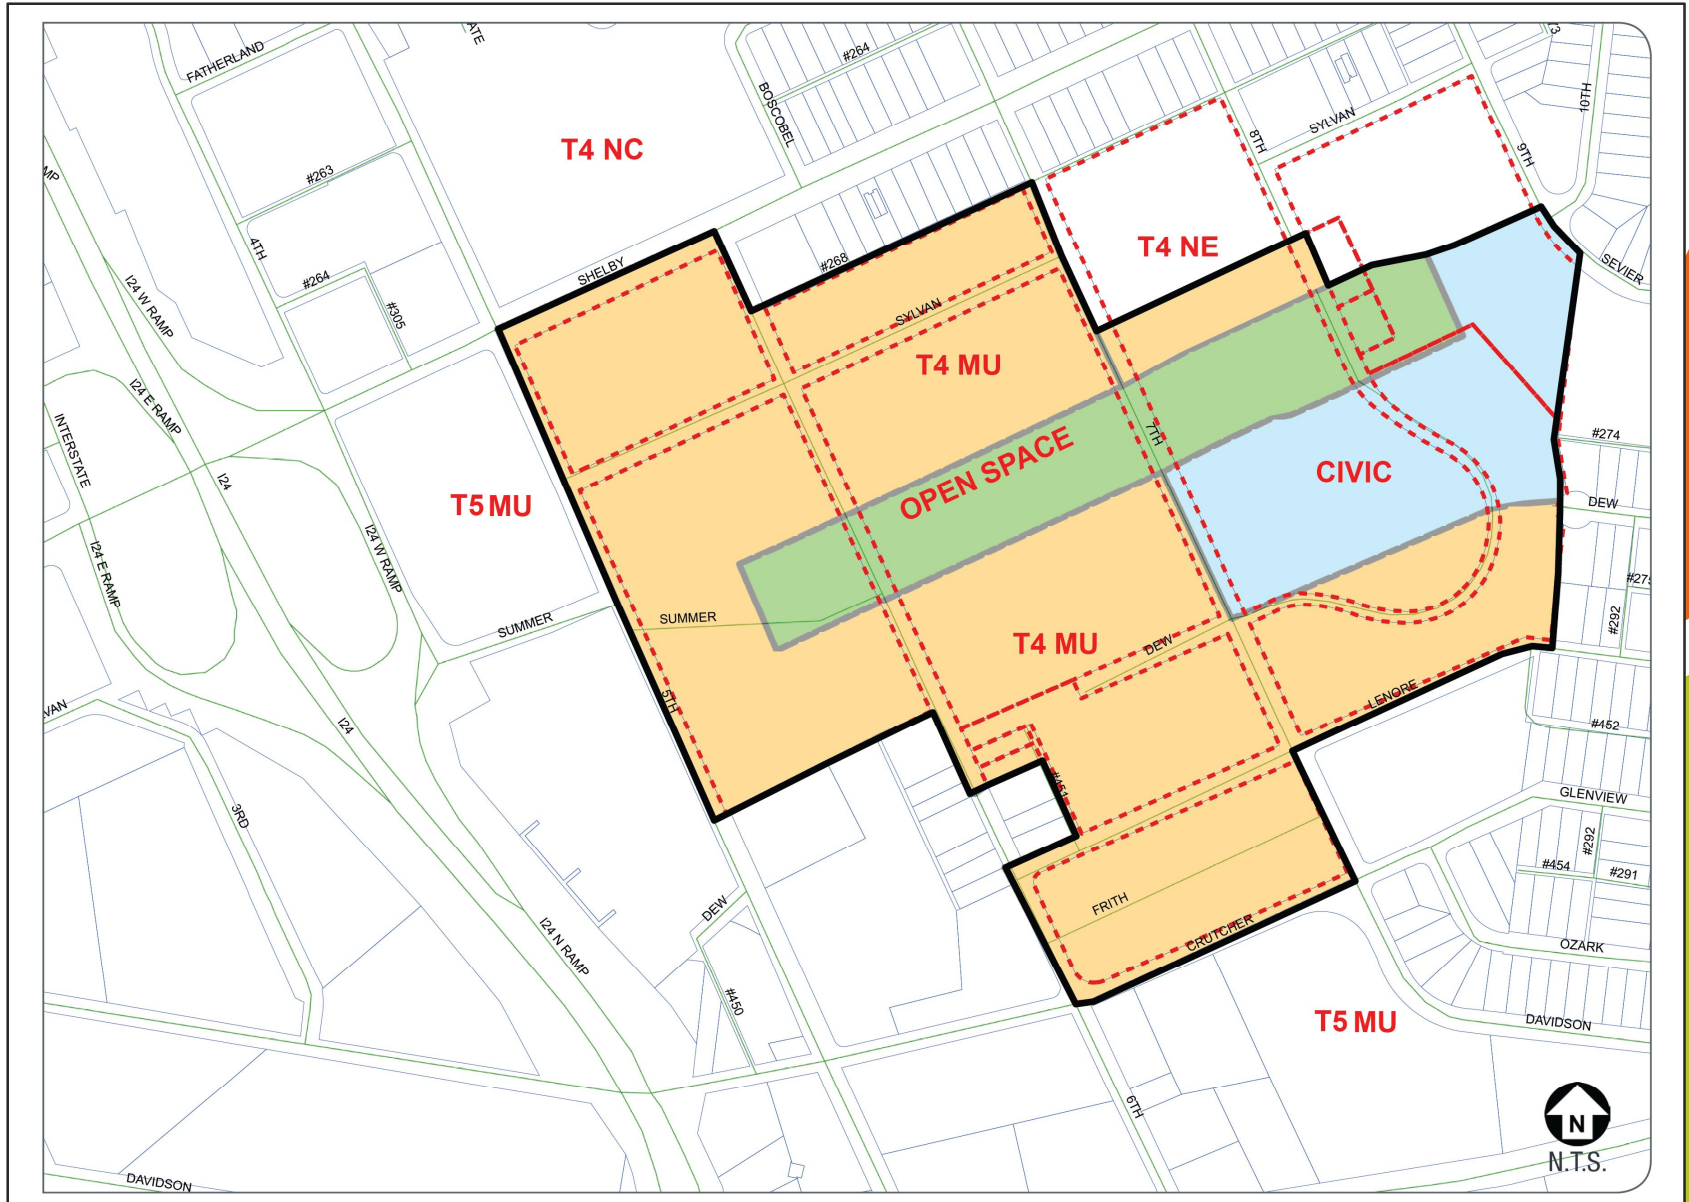 FATHERLAND
#264
BOSCOBEL
T4 NC
#263
8TH
SYLVAN
10TH
9TH
4TH
#264
#305
I24 W RAMP
SHELBY
#268
T4 NE
SEVIER
SYLVAN
T4 MU
I24 E RAMP
INTERSTATE
I24
T5 MU
OPEN SPACE
7TH
CIVIC
#274
DEW
I24 E RAMP
I24 W RAMP
SUMMER
SUMMER
T4 MU
DEW
#292
5TH
LENORE
#452
I24
3RD
#451
GLENVIEW
#292
#454
#291
FRITH
DEW
CRUTCHER
OZARK
I24 N RAMP
#450
T5 MU
DAVIDSON
6TH
DAVIDSON
N
N.T.S.